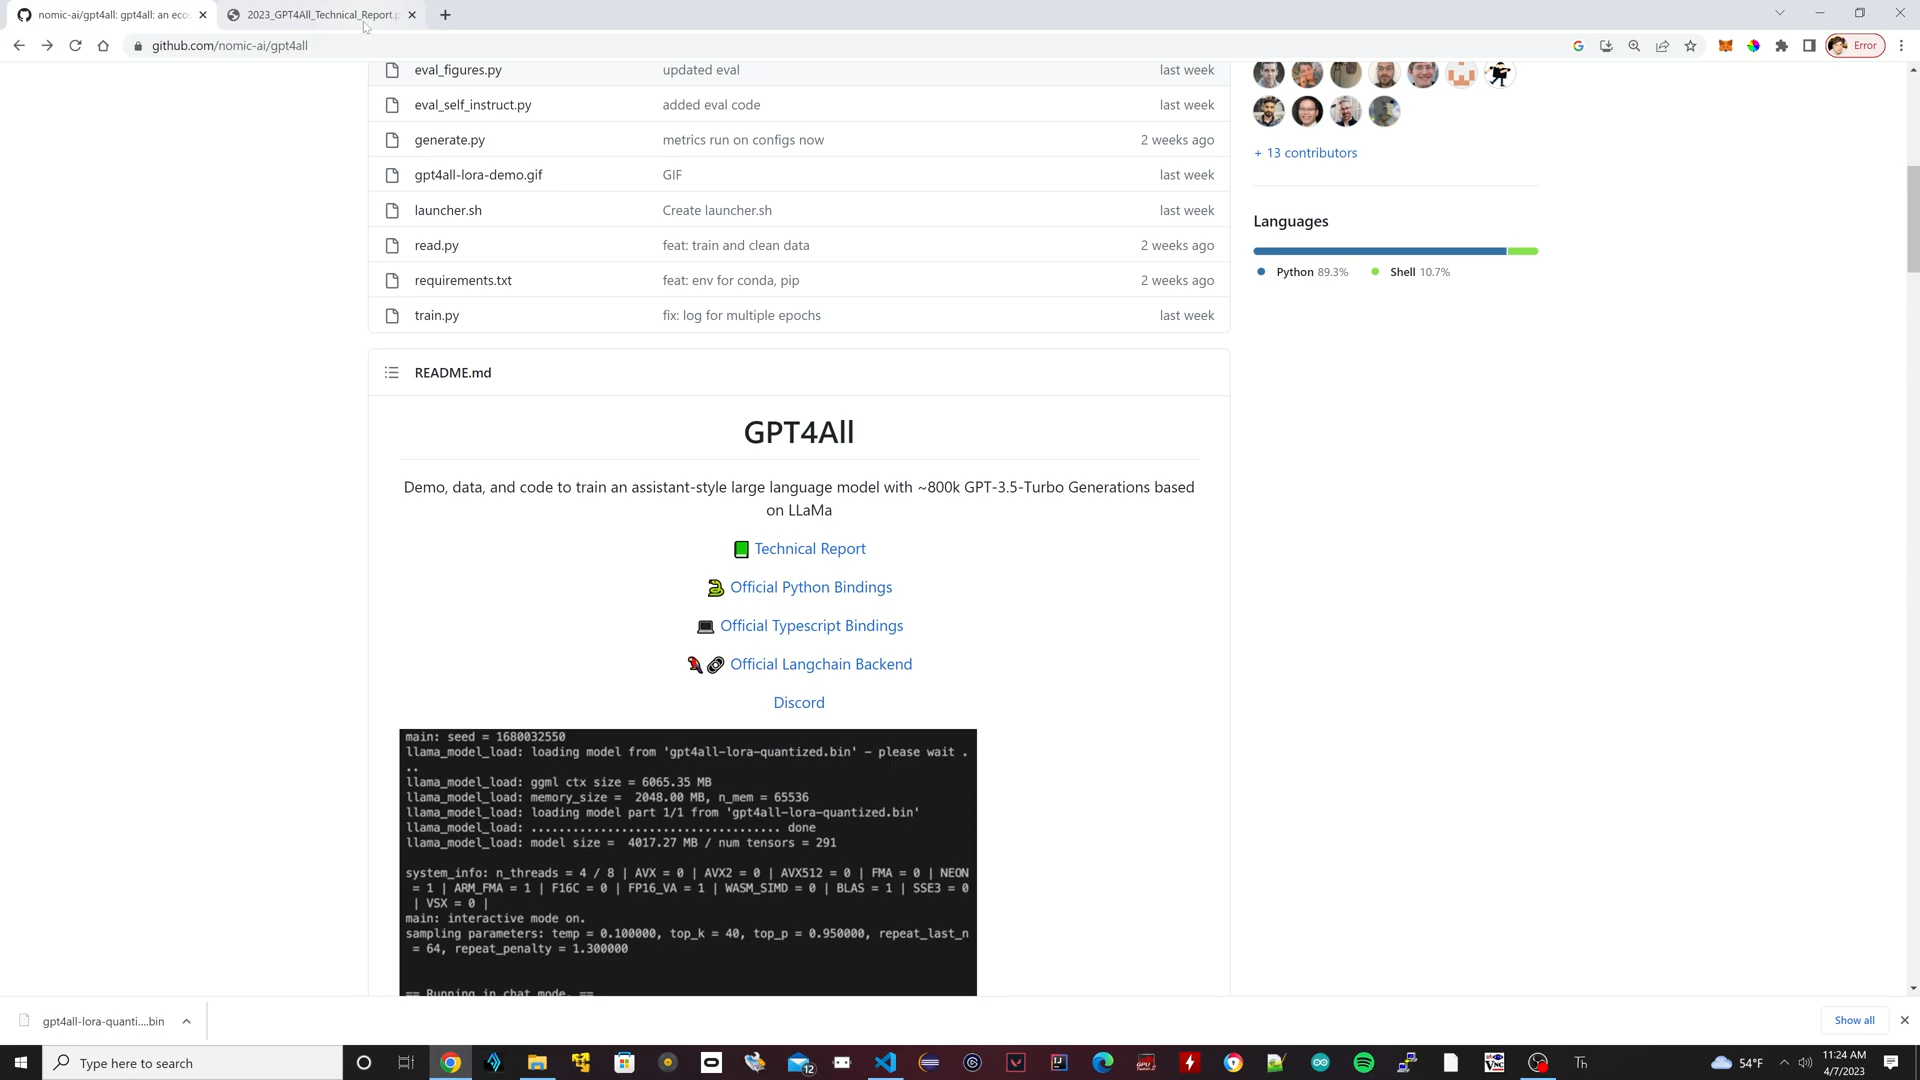 nomic-ai/gpt4all: gpt4all: an eco
2023_GPT4All_Technical_Report.p
github.com/nomic-ai/gpt4all
Error
eval_figures.py updated eval last week
eval_self_instruct.py added eval code last week
generate.py metrics run on configs now 2 weeks ago
gpt4all-lora-demo.gif GIF last week
launcher.sh Create launcher.sh last week
read.py feat: train and clean data 2 weeks ago
requirements.txt feat: env for conda, pip 2 weeks ago
train.py fix: log for multiple epochs last week
+ 13 contributors
Languages
Python 89.3% Shell 10.7%
README.md
GPT4All
Demo, data, and code to train an assistant-style large language model with ~800k GPT-3.5-Turbo Generations based
on LLaMa
Technical Report
Official Python Bindings
Official Typescript Bindings
Official Langchain Backend
Discord
main: seed = 1680032550
llama_model_load: loading model from 'gpt4all-lora-quantized.bin' - please wait .
..
llama_model_load: ggml ctx size = 6065.35 MB
llama_model_load: memory_size =  2048.00 MB, n_mem = 65536
llama_model_load: loading model part 1/1 from 'gpt4all-lora-quantized.bin'
llama_model_load: .................................... done
llama_model_load: model size =  4017.27 MB / num tensors = 291
system_info: n_threads = 4 / 8 | AVX = 0 | AVX2 = 0 | AVX512 = 0 | FMA = 0 | NEON
= 1 | ARM_FMA = 1 | F16C = 0 | FP16_VA = 1 | WASM_SIMD = 0 | BLAS = 1 | SSE3 = 0
| VSX = 0 |
main: interactive mode on.
sampling parameters: temp = 0.100000, top_k = 40, top_p = 0.950000, repeat_last_n
= 64, repeat_penalty = 1.300000
== Running in chat mode. ==
gpt4all-lora-quanti....bin
Show all
Type here to search
12
54°F
11:24 AM
4/7/2023